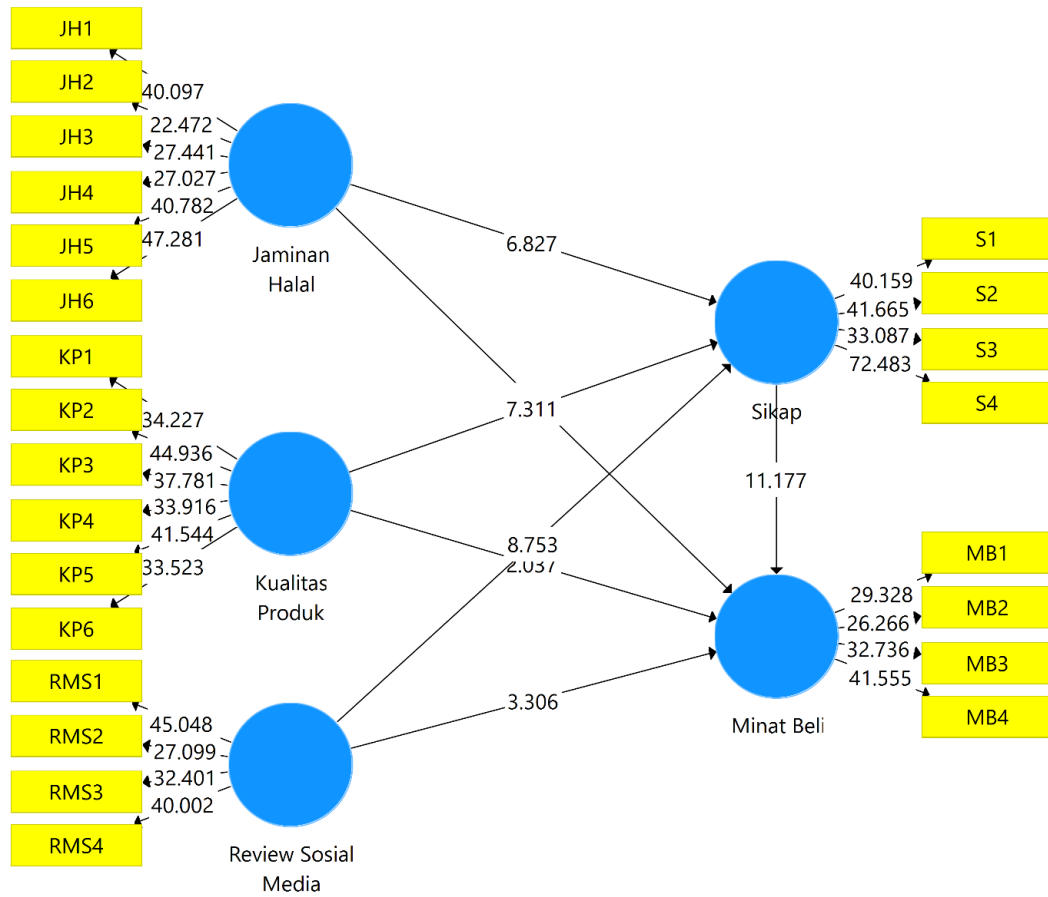 JH1
JH2
JH3
JH4
JH5
JH6
40.097
22.472
27.441
27.027
40.782
47.281
Jaminan
Halal
KP1
KP2
KP3
KP4
KP5
KP6
34.227
44.936
37.781
33.916
41.544
33.523
Kualitas
Produk
RMS1
RMS2
RMS3
RMS4
45.048
27.099
32.401
40.002
Review Sosial
Media
6.827
7.311
8.753
2.037
3.306
11.177
Sikap
40.159
41.665
33.087
72.483
S1
S2
S3
S4
Minat Beli
29.328
26.266
32.736
41.555
MB1
MB2
MB3
MB4